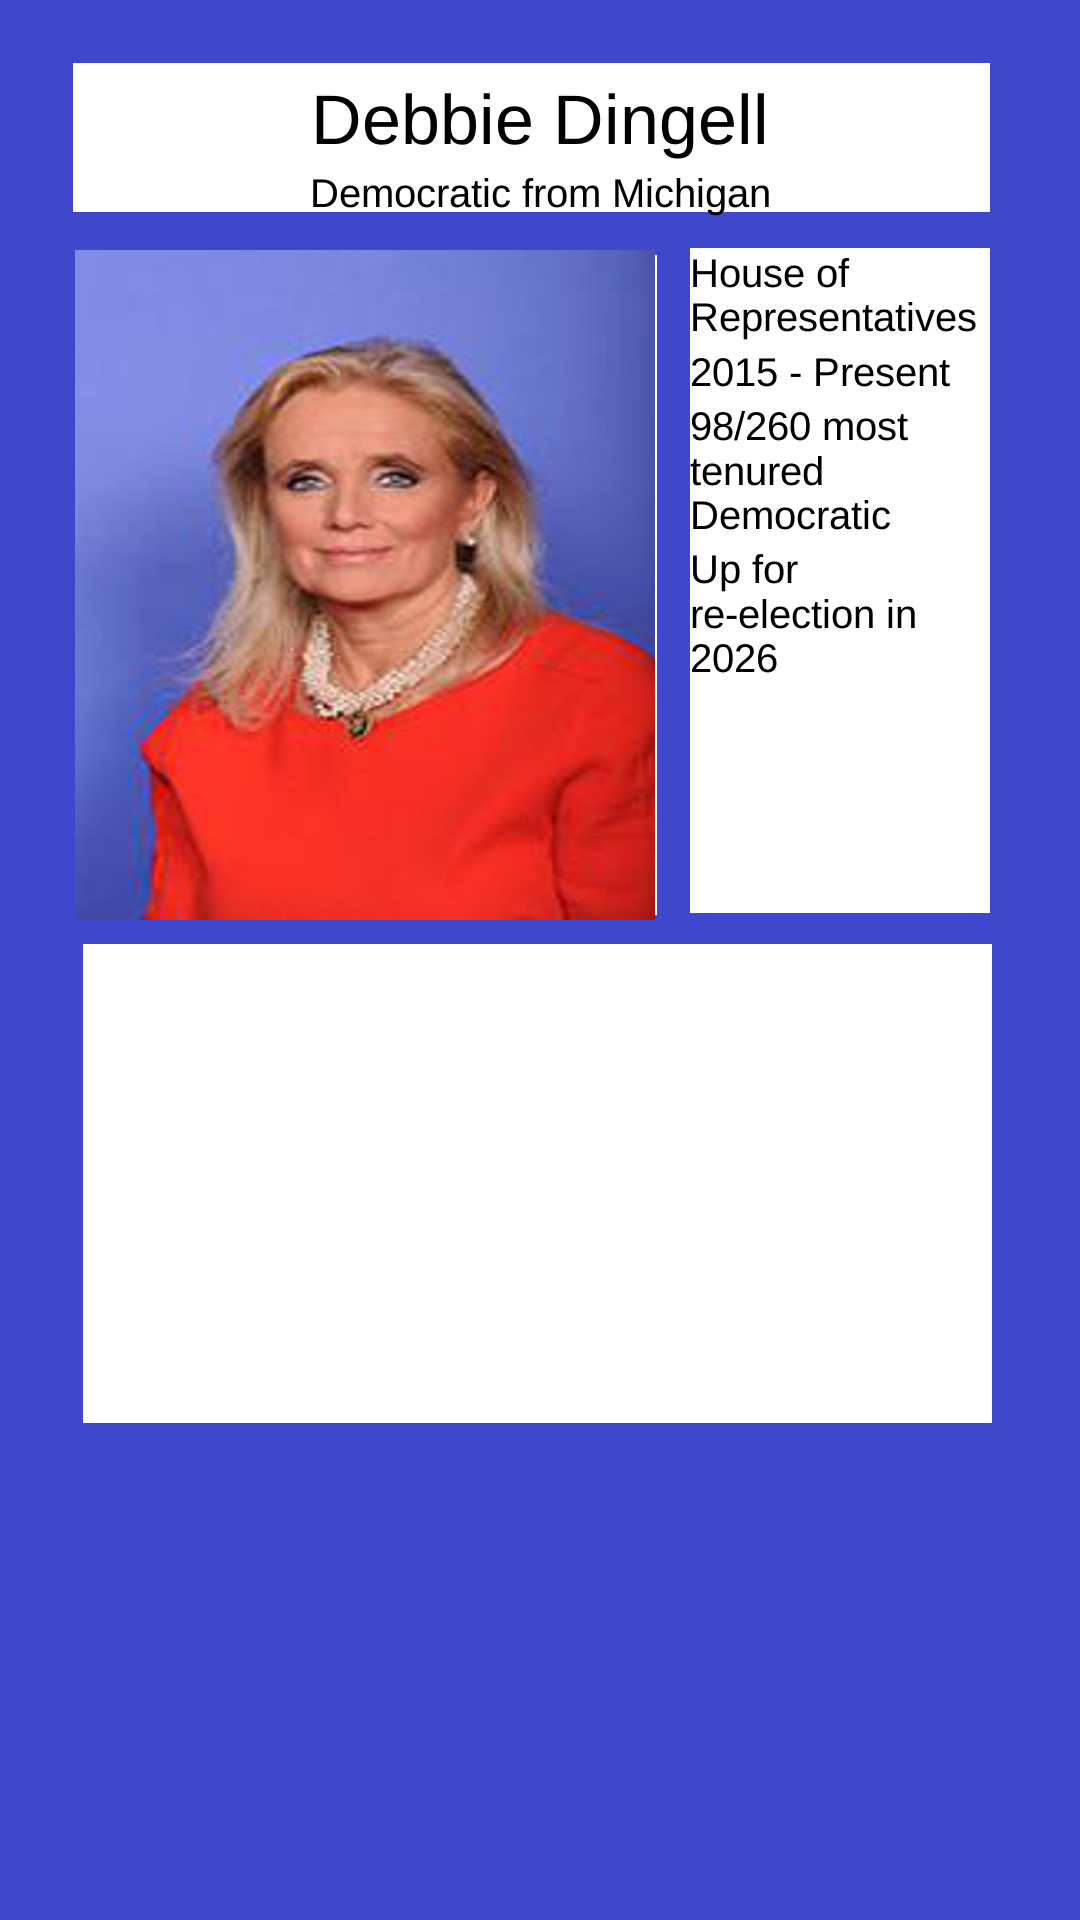 Debbie Dingell
Democratic from Michigan
House of
Representatives
2015 - Present
98/260 most
tenured
Democratic
Up for
re-election in
2026